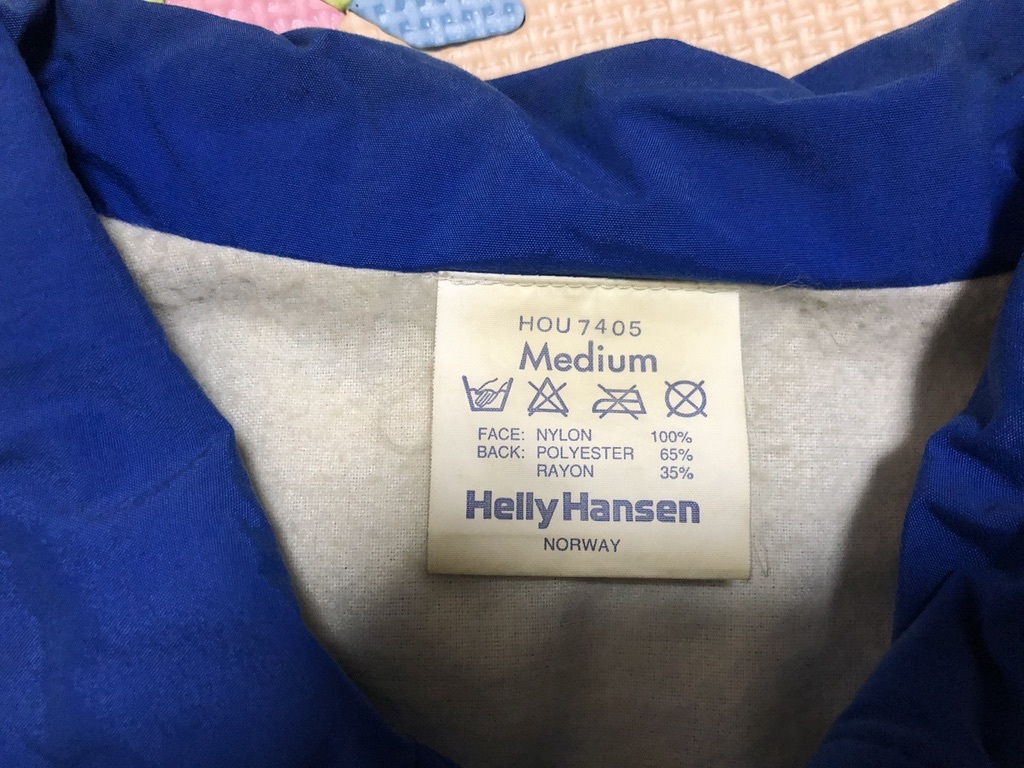 HOU 7405
Medium
FACE: NYLON 100%
BACK: POLYESTER 65%
RAYON 35%
Helly Hansen
NORWAY